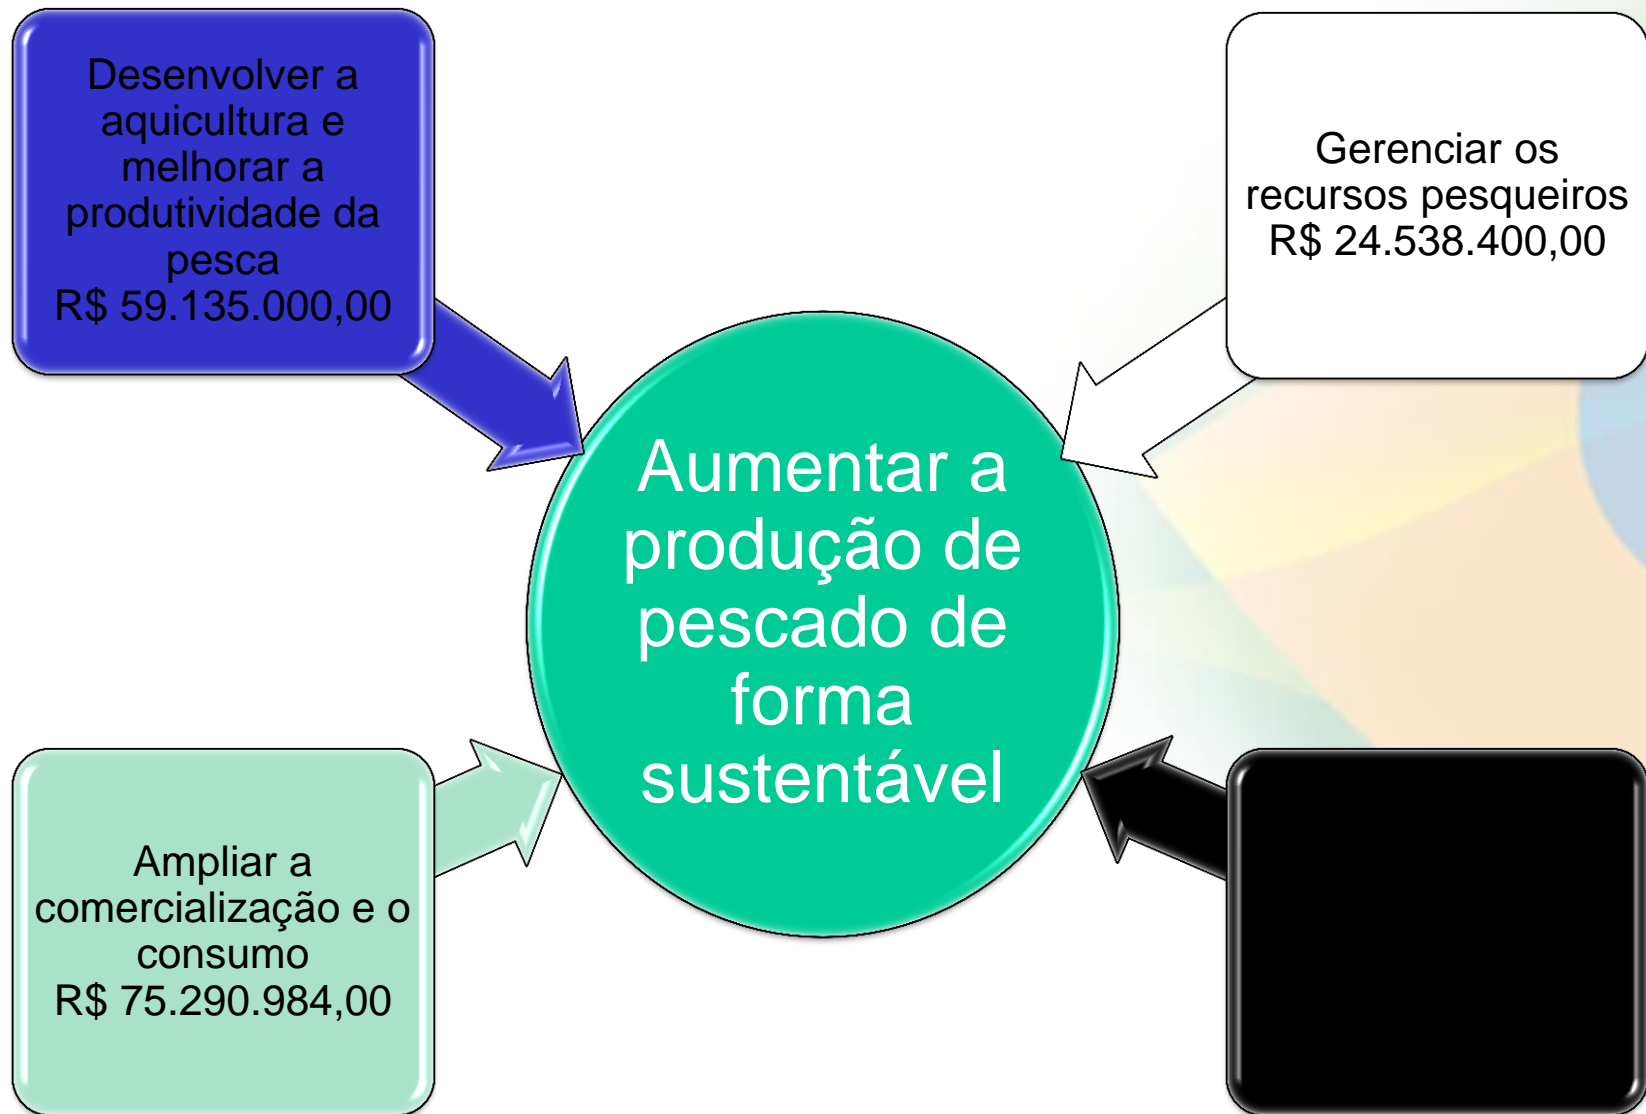 Desenvolver a
aquicultura e
melhorar a
produtividade da
pesca
R$ 59.135.000,00
Gerenciar os
recursos pesqueiros
R$ 24.538.400,00
Aumentar a
produção de
pescado de
forma
sustentável
Ampliar a
comercialização e o
consumo
R$ 75.290.984,00